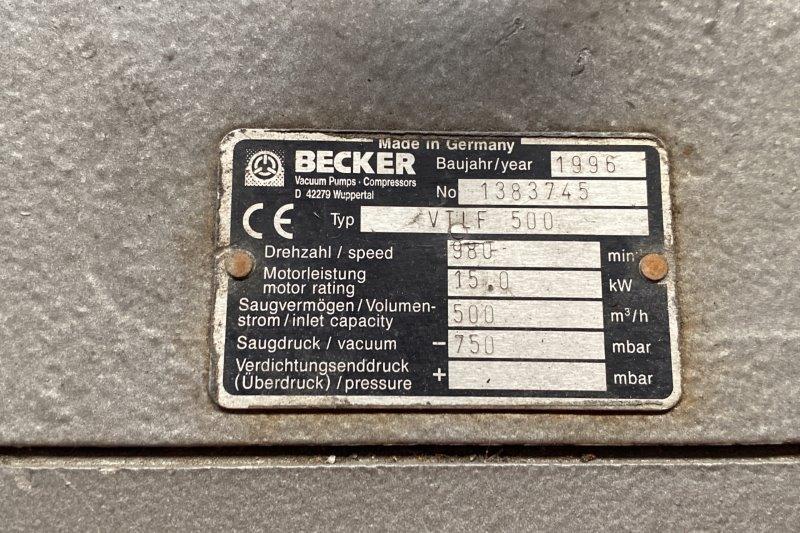 Made in Germany
BECKER Baujahr/year 1996
Vacuum Pumps · Compressors
D 42279 Wuppertal No 1383745
CE Typ VTLF 500
Drehzahl / speed 980 min
Motorleistung
motor rating 15.0 kW
Saugvermögen / Volumen-
strom / inlet capacity 500 m³/h
Saugdruck / vacuum – 750 mbar
Verdichtungsenddruck
(Überdruck) / pressure + mbar